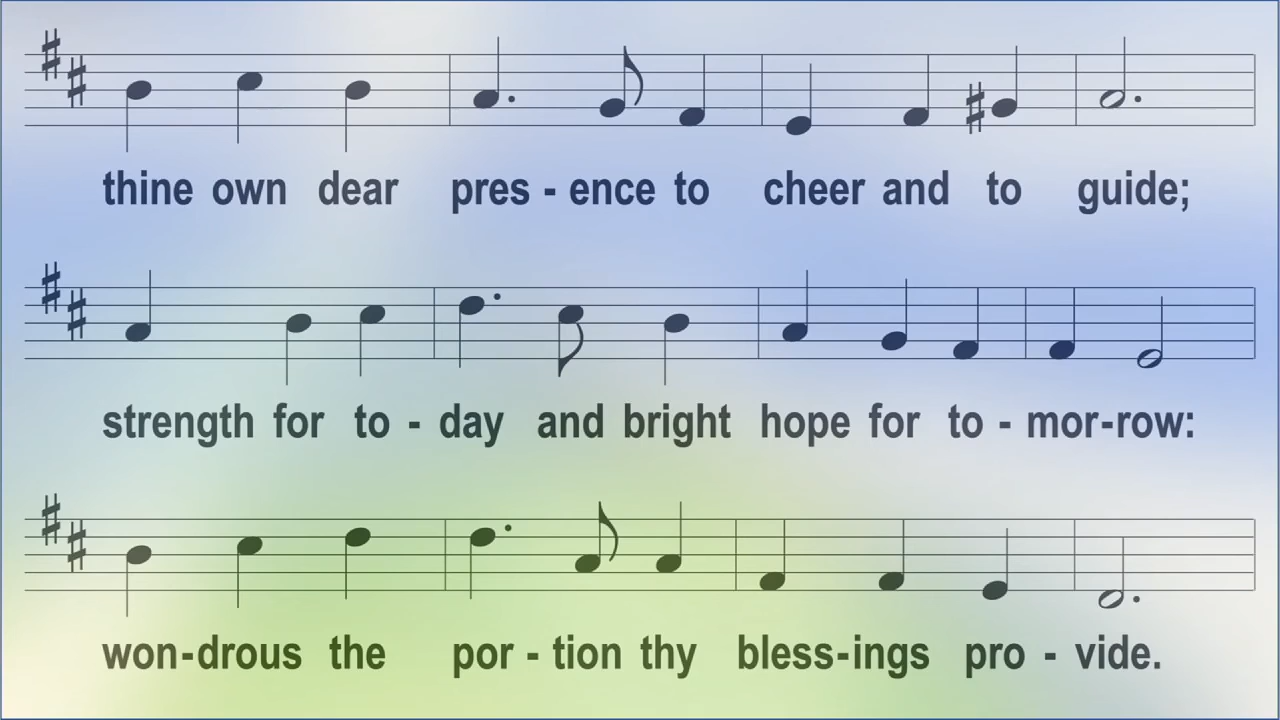 thine own dear pres - ence to cheer and to guide;
strength for to - day and bright hope for to - mor-row:
won-drous the por - tion thy bless-ings pro - vide.